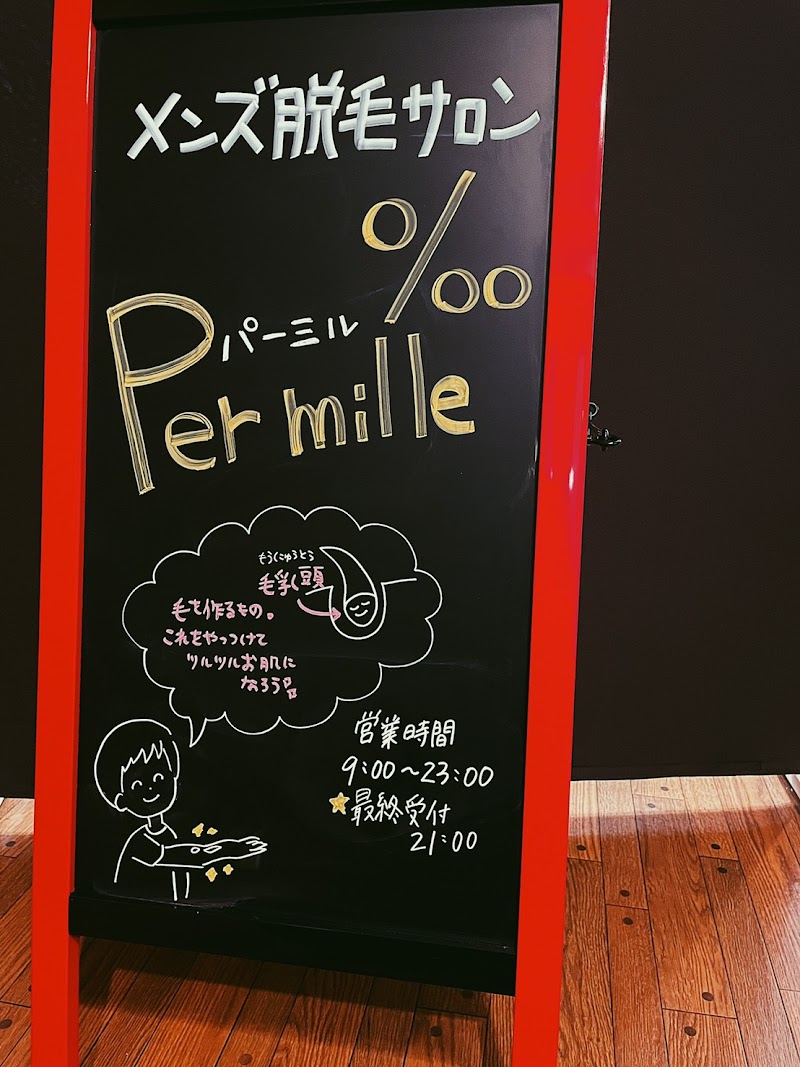 メンズ脱毛サロン
‰
パーミル
Per mille
もうにゅうとう
毛乳頭
毛を作るもの。
これをやっつけて
ツルツルお肌に
なろう!!
営業時間
9:00～23:00
最終受付
21:00